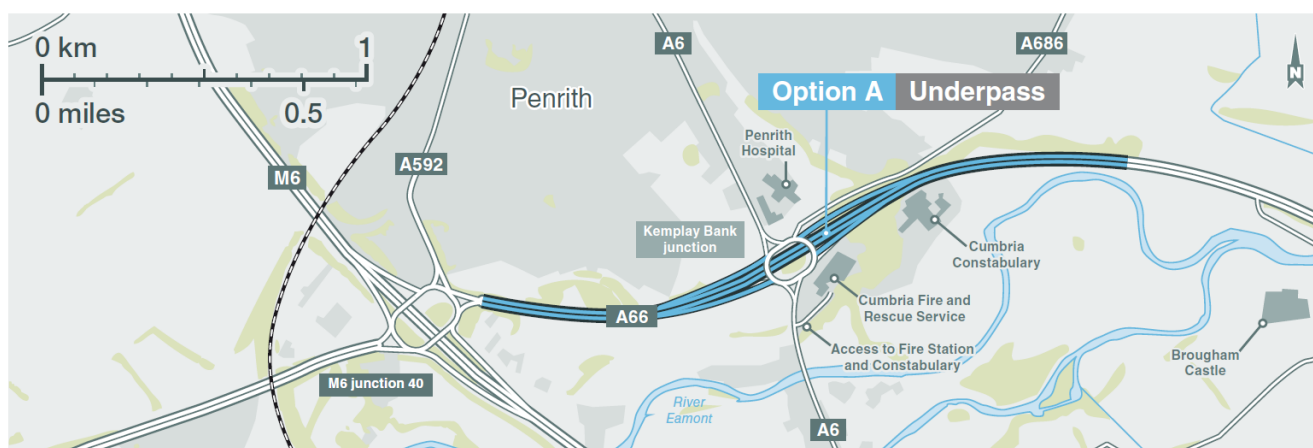 0 km 1
0 miles 0.5
A6
A686
N
Penrith
Option A Underpass
Penrith
Hospital
A592
M6
Kemplay Bank
junction
Cumbria
Constabulary
A66
Cumbria Fire and
Rescue Service
Access to Fire Station
and Constabulary
Brougham
Castle
M6 junction 40
River
Eamont
A6